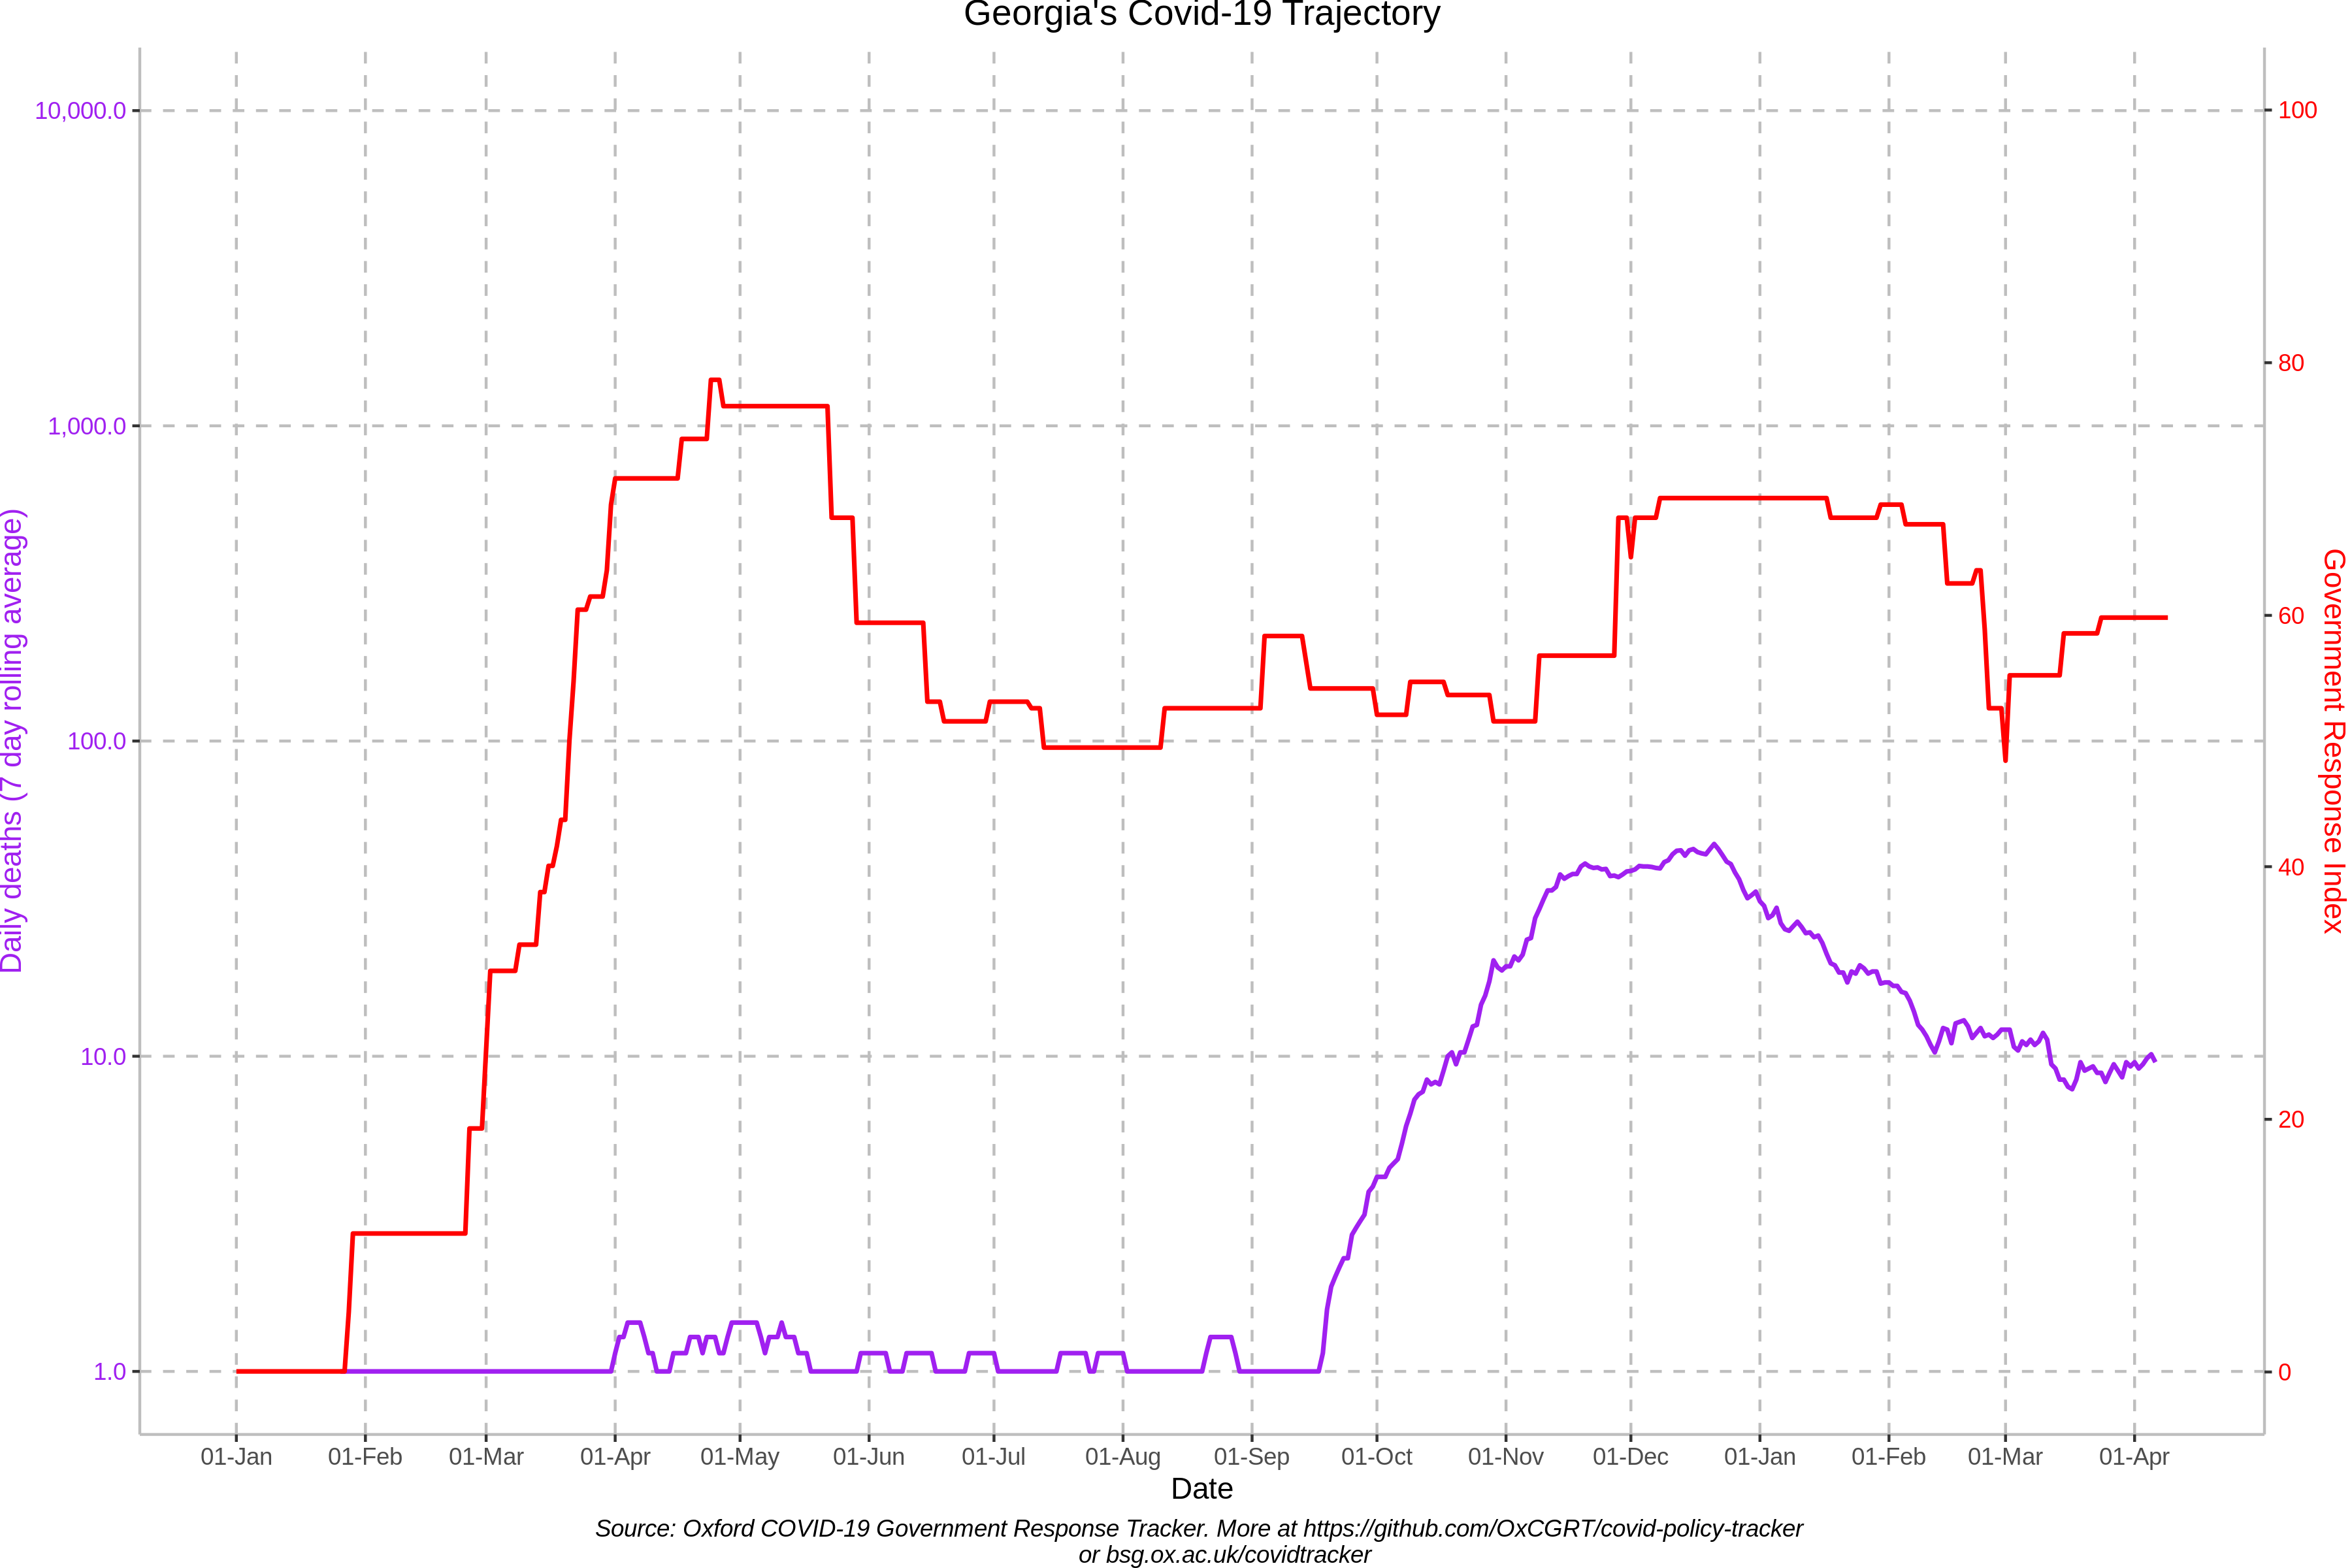 Georgia's Covid-19 Trajectory
10,000.0
1,000.0
100.0
10.0
1.0
Daily deaths (7 day rolling average)
100
80
60
40
20
0
Government Response Index
01-Jan 01-Feb 01-Mar 01-Apr 01-May 01-Jun 01-Jul 01-Aug 01-Sep 01-Oct 01-Nov 01-Dec 01-Jan 01-Feb 01-Mar 01-Apr
Date
Source: Oxford COVID-19 Government Response Tracker. More at https://github.com/OxCGRT/covid-policy-tracker
or bsg.ox.ac.uk/covidtracker